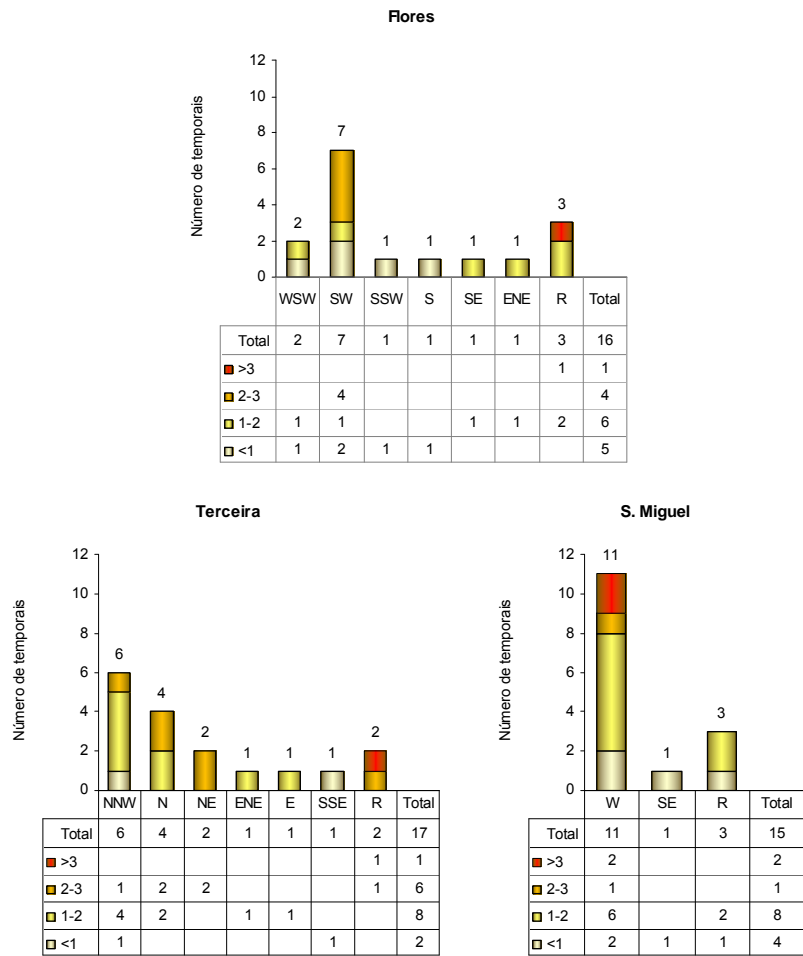 Flores
Número de temporais
12
10
8
6
4
2
0
2
7
1
1
1
1
3
WSW SW SSW S SE ENE R Total
Total 2 7 1 1 1 1 3 16
>3 1 1
2-3 4 4
1-2 1 1 1 1 2 6
<1 1 2 1 1 5
Terceira
Número de temporais
12
10
8
6
4
2
0
6
4
2
1
1
1
2
NNW N NE ENE E SSE R Total
Total 6 4 2 1 1 1 2 17
>3 1 1
2-3 1 2 2 1 6
1-2 4 2 1 1 8
<1 1 1 2
S. Miguel
Número de temporais
12
10
8
6
4
2
0
11
1
3
W SE R Total
Total 11 1 3 15
>3 2 2
2-3 1 1
1-2 6 2 8
<1 2 1 1 4